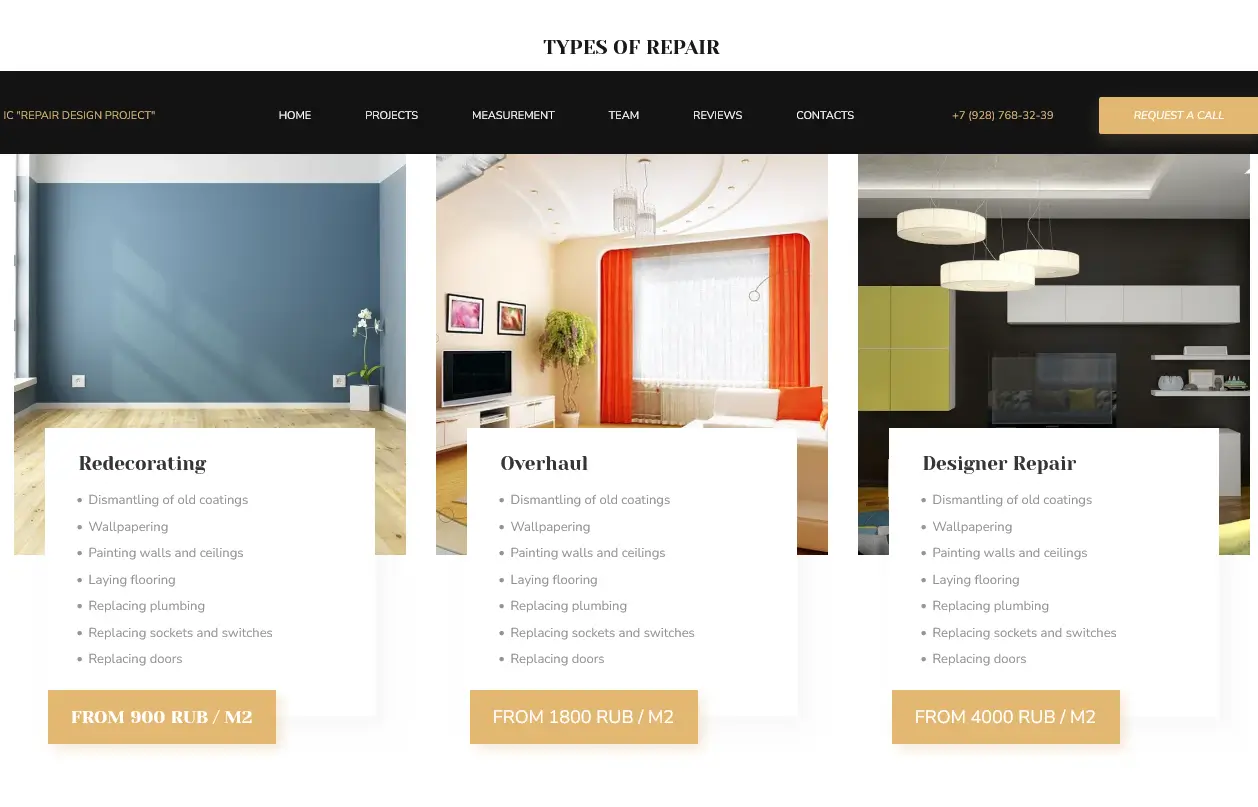 TYPES OF REPAIR
IC "REPAIR DESIGN PROJECT" HOME PROJECTS MEASUREMENT TEAM REVIEWS CONTACTS +7 (928) 768-32-39 REQUEST A CALL
Redecorating
• Dismantling of old coatings
• Wallpapering
• Painting walls and ceilings
• Laying flooring
• Replacing plumbing
• Replacing sockets and switches
• Replacing doors
FROM 900 RUB / M2
Overhaul
• Dismantling of old coatings
• Wallpapering
• Painting walls and ceilings
• Laying flooring
• Replacing plumbing
• Replacing sockets and switches
• Replacing doors
FROM 1800 RUB / M2
Designer Repair
• Dismantling of old coatings
• Wallpapering
• Painting walls and ceilings
• Laying flooring
• Replacing plumbing
• Replacing sockets and switches
• Replacing doors
FROM 4000 RUB / M2